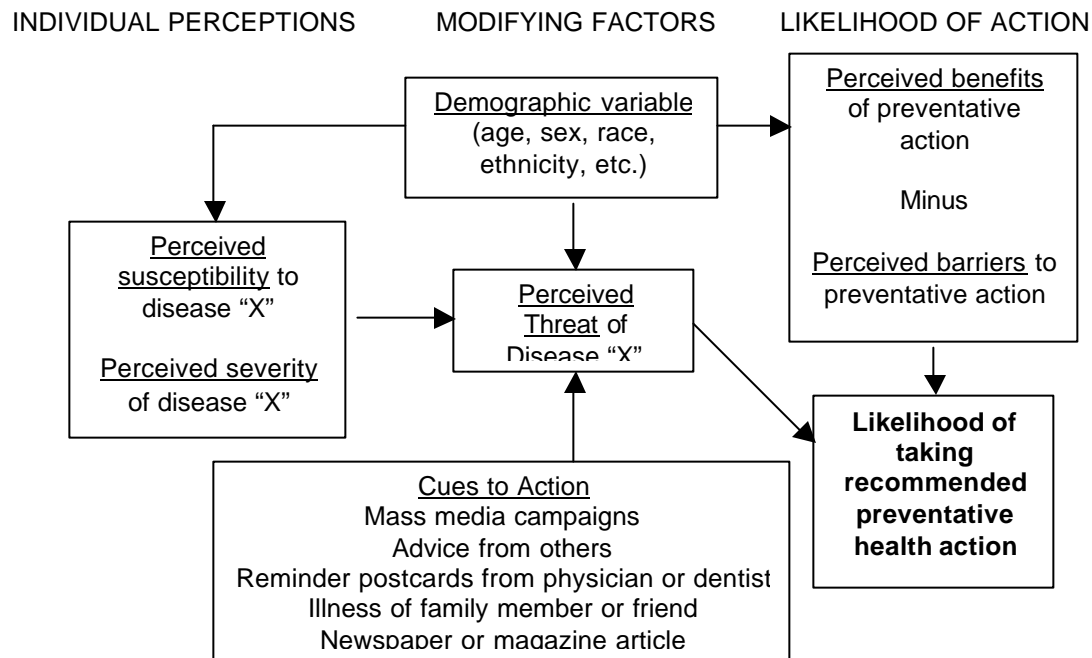 INDIVIDUAL PERCEPTIONS
MODIFYING FACTORS
LIKELIHOOD OF ACTION
Demographic variable
(age, sex, race,
ethnicity, etc.)
Perceived benefits
of preventative
action
Minus
Perceived barriers to
preventative action
Perceived
susceptibility to
disease “X”
Perceived severity
of disease “X”
Perceived
Threat of
Disease “X”
Likelihood of
taking
recommended
preventative
health action
Cues to Action
Mass media campaigns
Advice from others
Reminder postcards from physician or dentist
Illness of family member or friend
Newspaper or magazine article